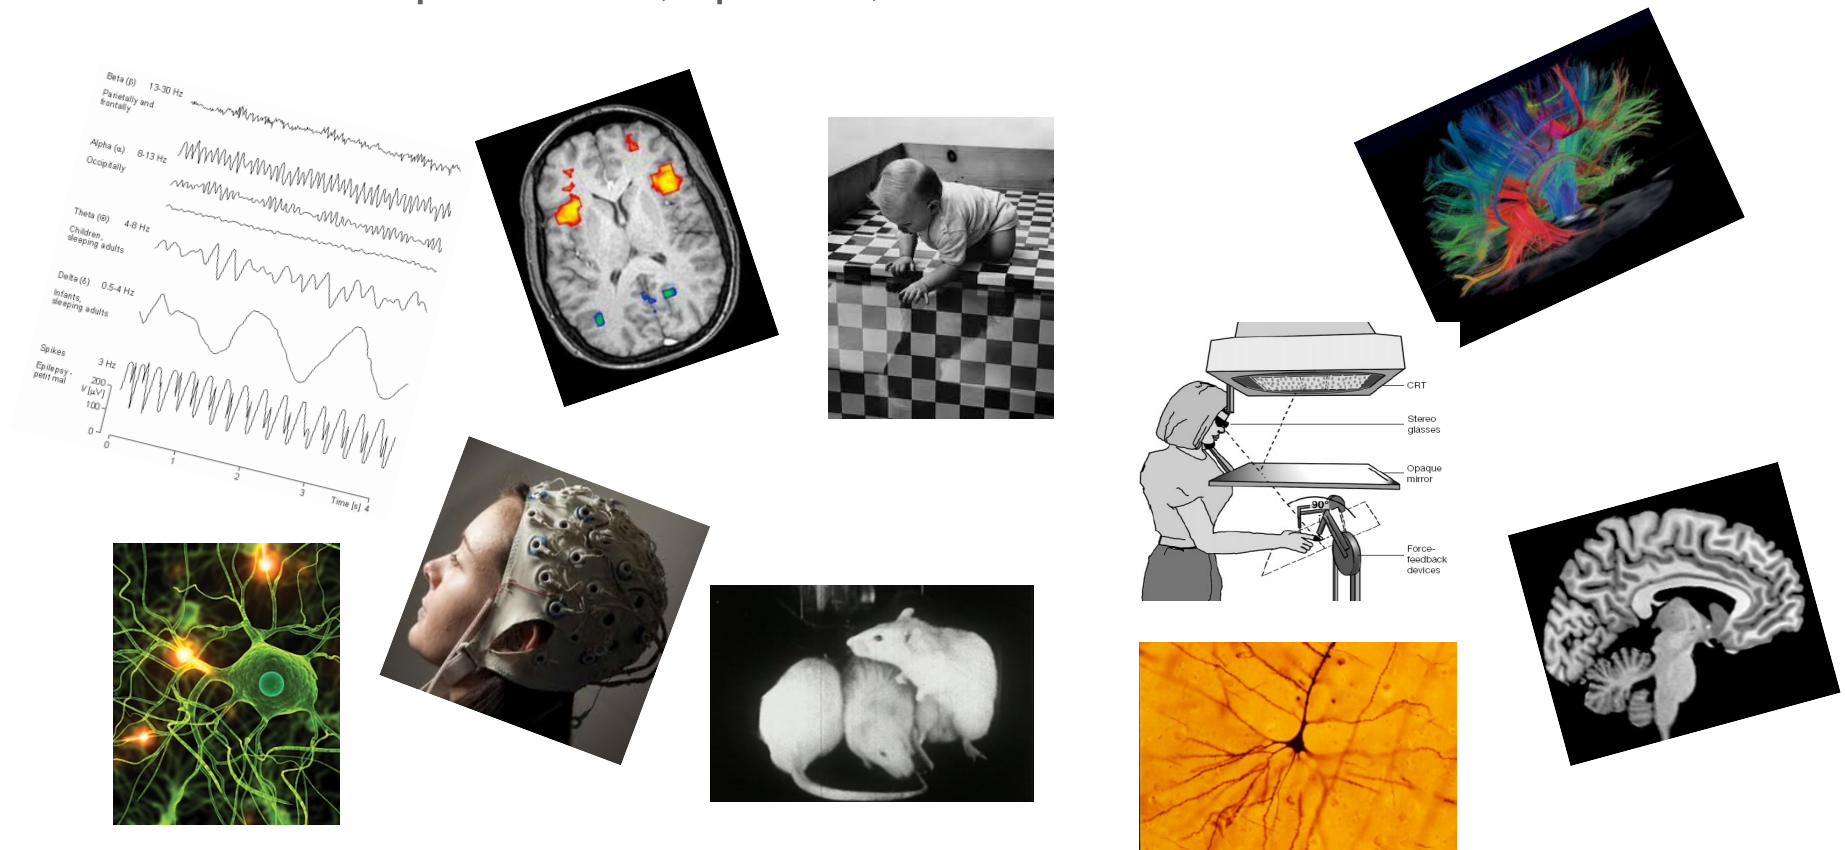 Beta (β) 13-30 Hz
Parietally and
frontally
Alpha (α) 8-13 Hz
Occipitally
Theta (Θ) 4-8 Hz
Children,
sleeping adults
Delta (δ) 0.5-4 Hz
Infants,
sleeping adults
Spikes 3 Hz
Epilepsy -
petit mal
200
V [μV]
100
0
0 1 2 3 Time [s] 4
CRT
Stereo
glasses
Opaque
mirror
90°
Force-
feedback
devices